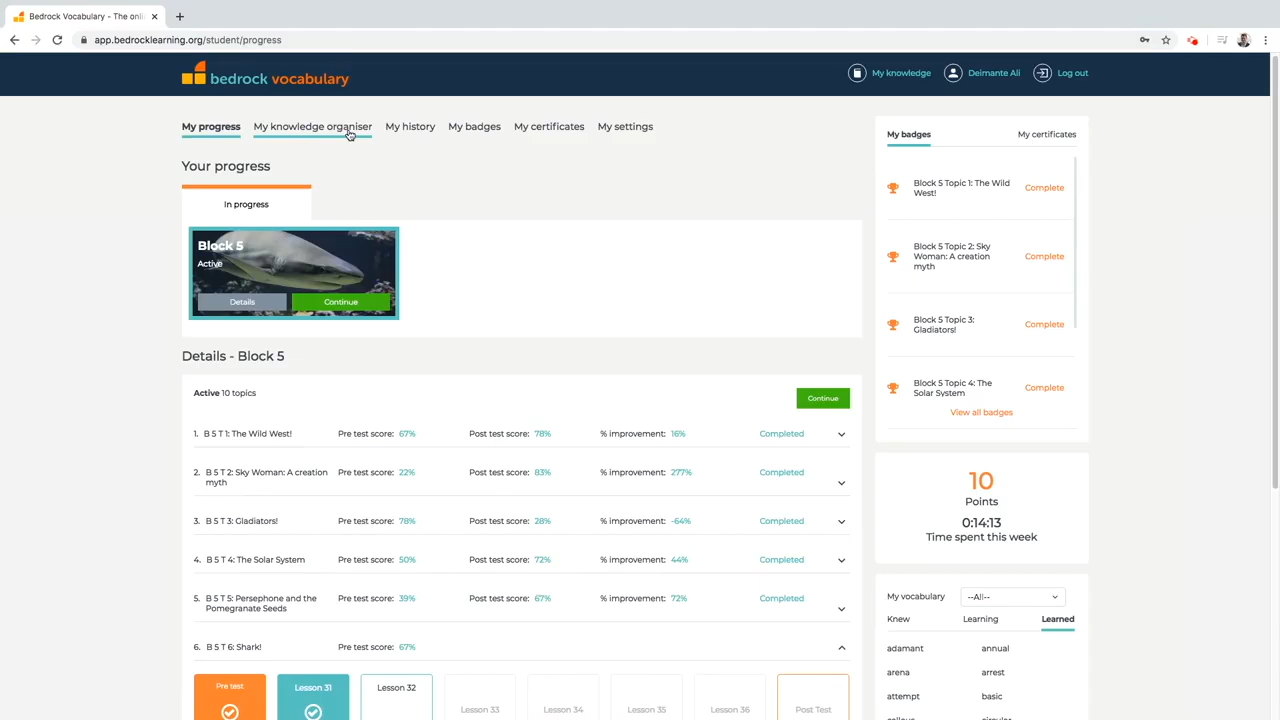 Bedrock Vocabulary - The onli
app.bedrocklearning.org/student/progress
bedrock vocabulary
My knowledge
Deimante Ali
Log out
My progress
My knowledge organiser
My history
My badges
My certificates
My settings
Your progress
In progress
Block 5
Active
Details
Continue
Details - Block 5
Active 10 topics
Continue
1. B 5 T 1: The Wild West! Pre test score: 67% Post test score: 78% % improvement: 16% Completed
2. B 5 T 2: Sky Woman: A creation
myth
Pre test score: 22% Post test score: 83% % improvement: 277% Completed
3. B 5 T 3: Gladiators! Pre test score: 78% Post test score: 28% % improvement: -64% Completed
4. B 5 T 4: The Solar System Pre test score: 50% Post test score: 72% % improvement: 44% Completed
5. B 5 T 5: Persephone and the
Pomegranate Seeds
Pre test score: 39% Post test score: 67% % improvement: 72% Completed
6. B 5 T 6: Shark! Pre test score: 67%
Pre test
Lesson 31
Lesson 32
Lesson 33
Lesson 34
Lesson 35
Lesson 36
Post Test
My badges
My certificates
Block 5 Topic 1: The Wild
West!
Complete
Block 5 Topic 2: Sky
Woman: A creation
myth
Complete
Block 5 Topic 3:
Gladiators!
Complete
Block 5 Topic 4: The
Solar System
Complete
View all badges
10
Points
0:14:13
Time spent this week
My vocabulary
--All--
Knew
Learning
Learned
adamant annual
arena arrest
attempt basic